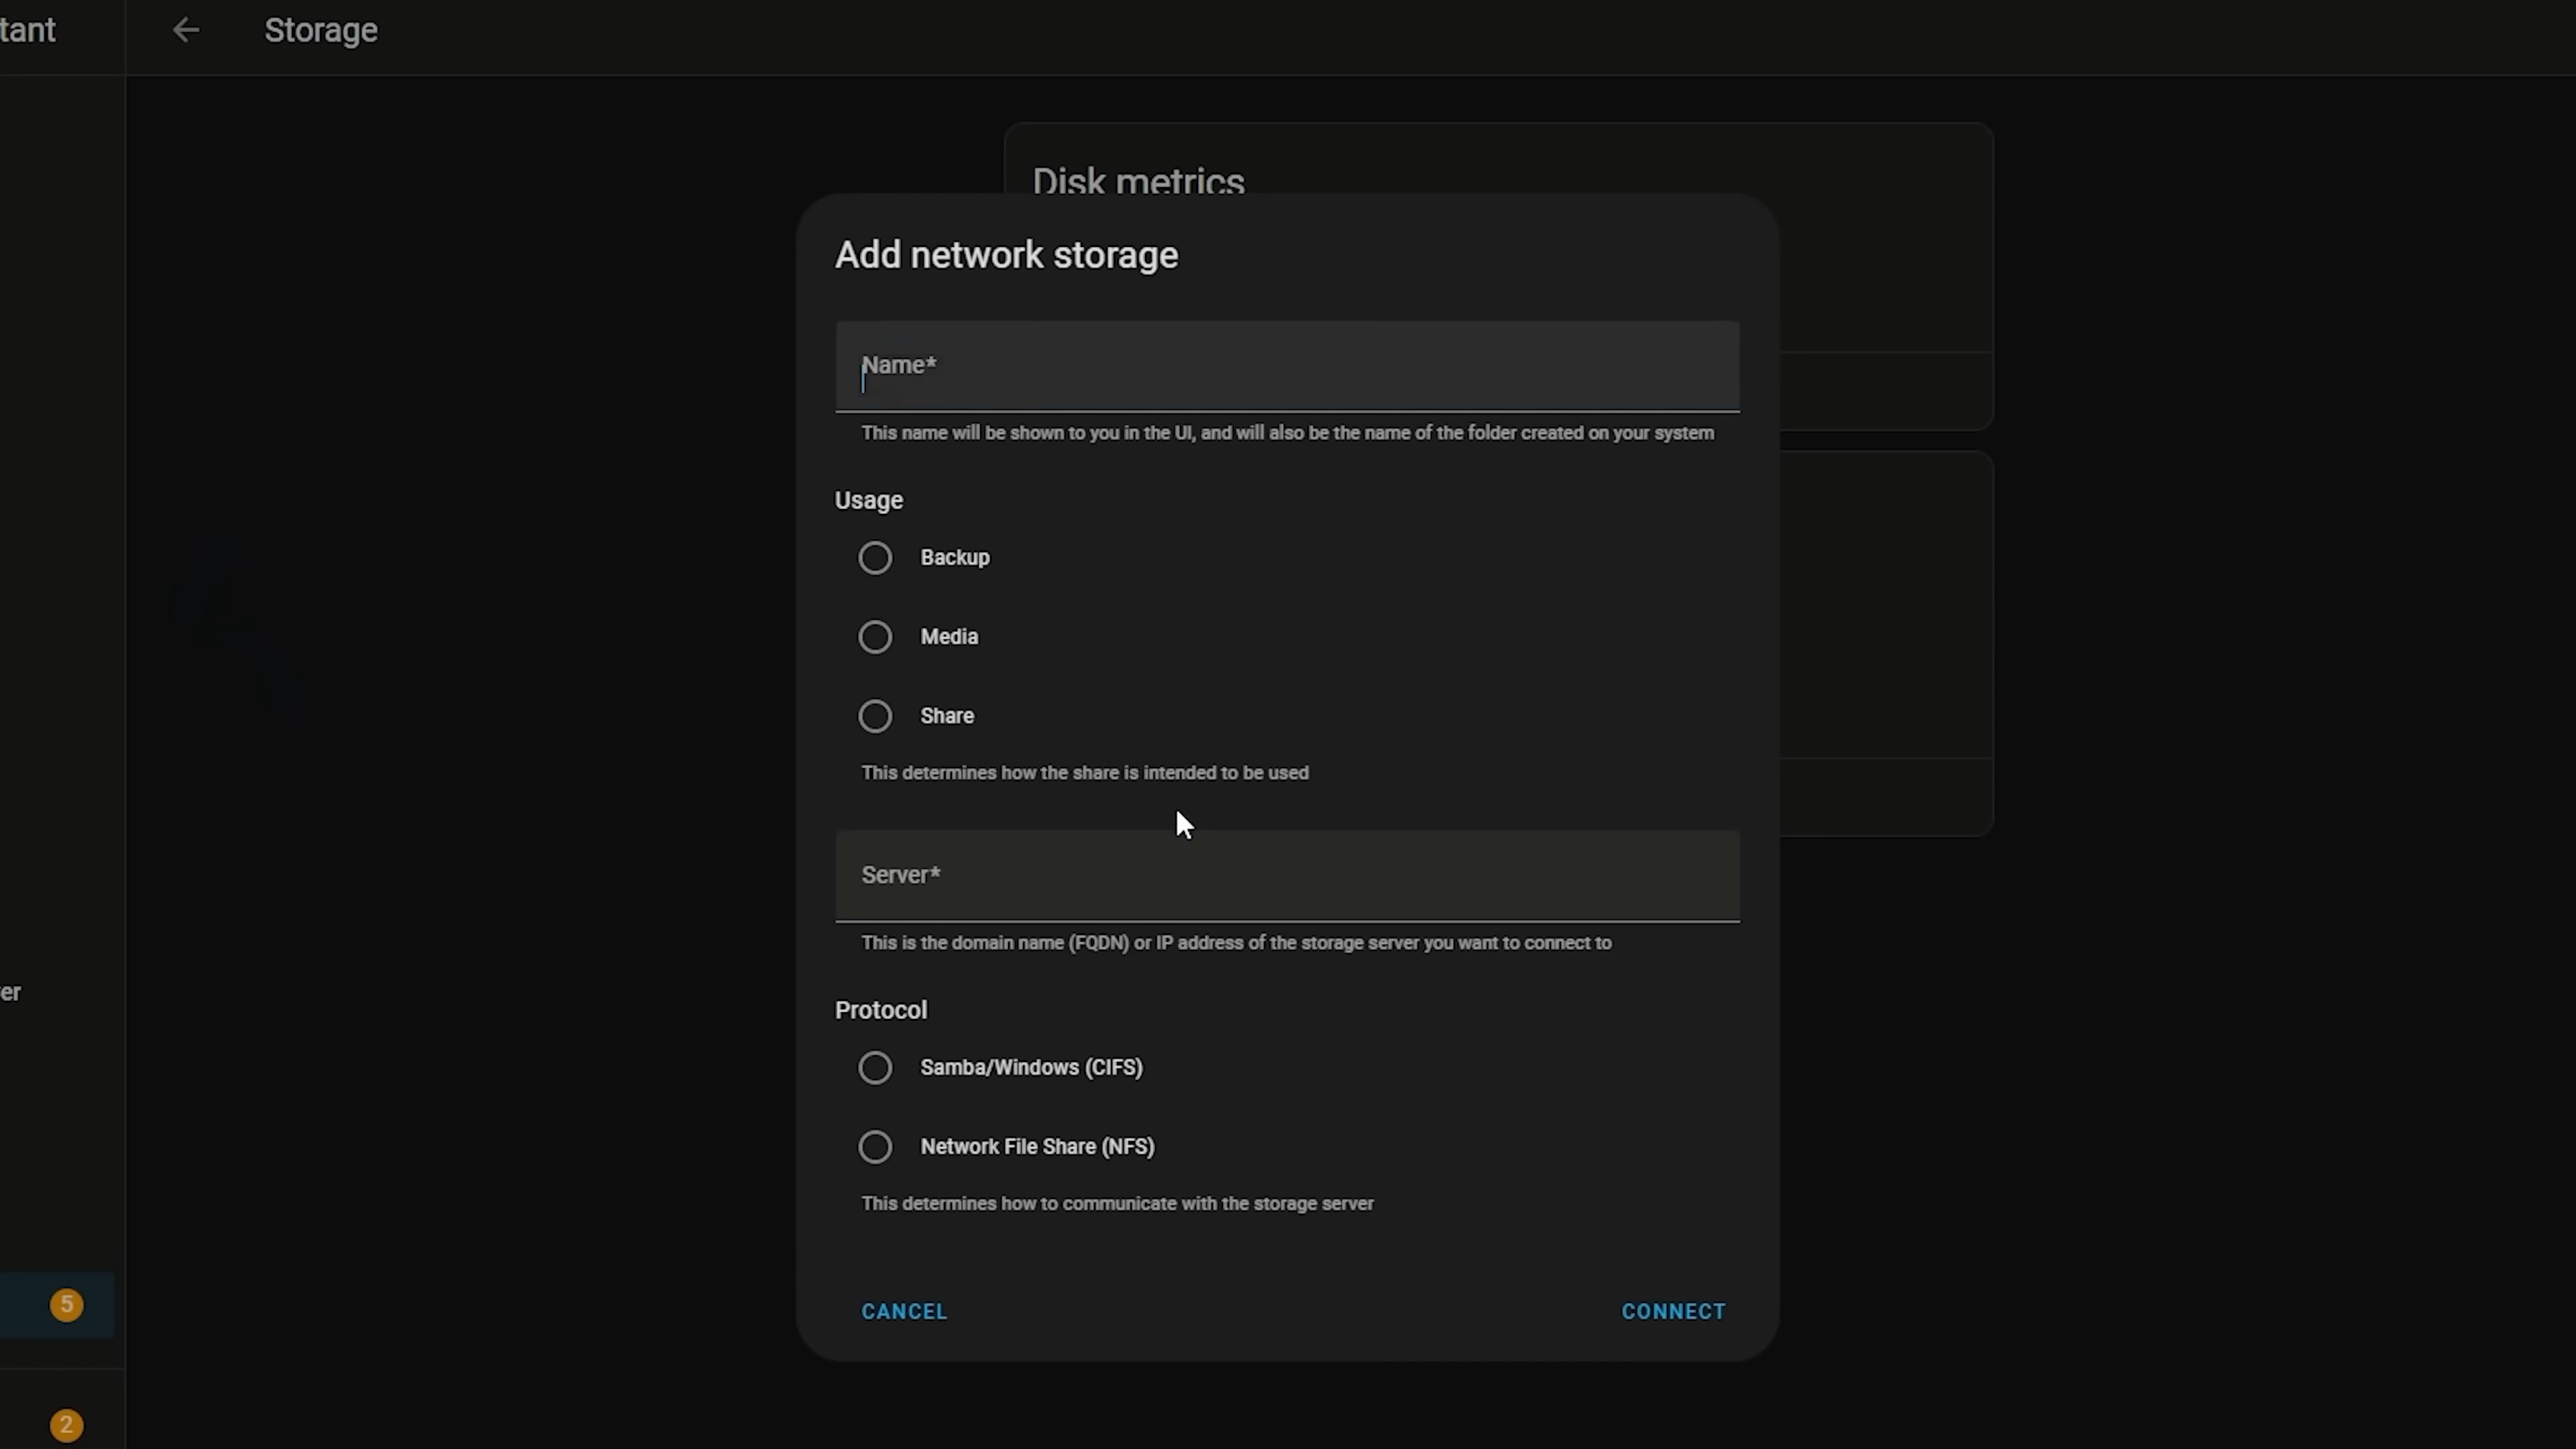 tant
Storage
Disk metrics
Add network storage
Name*
This name will be shown to you in the UI, and will also be the name of the folder created on your system
Usage
Backup
Media
Share
This determines how the share is intended to be used
Server*
This is the domain name (FQDN) or IP address of the storage server you want to connect to
er
Protocol
Samba/Windows (CIFS)
Network File Share (NFS)
This determines how to communicate with the storage server
5
CANCEL
CONNECT
2